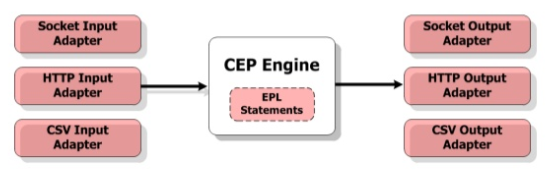 Socket Input
Adapter
HTTP Input
Adapter
CSV Input
Adapter
CEP Engine
EPL
Statements
Socket Output
Adapter
HTTP Output
Adapter
CSV Output
Adapter